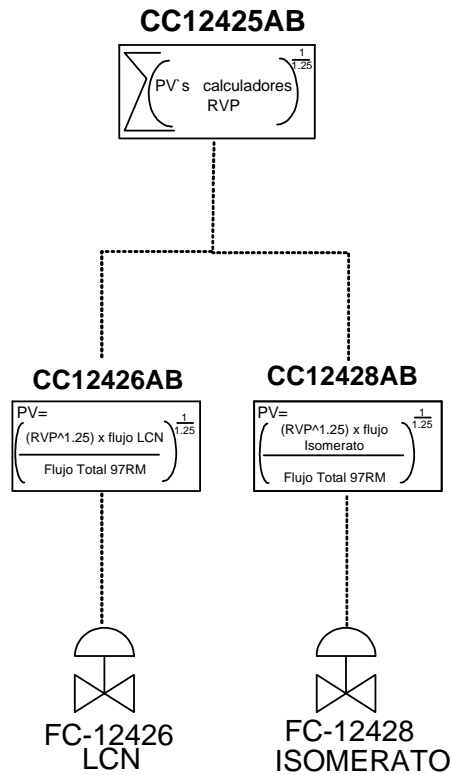 CC12425AB
1
1.25
PV`s calculadores
RVP
CC12426AB
PV=
1
1.25
(RVP^1.25) x flujo LCN
Flujo Total 97RM
CC12428AB
PV=
1
1.25
(RVP^1.25) x flujo
Isomerato
Flujo Total 97RM
FC-12426
LCN
FC-12428
ISOMERATO